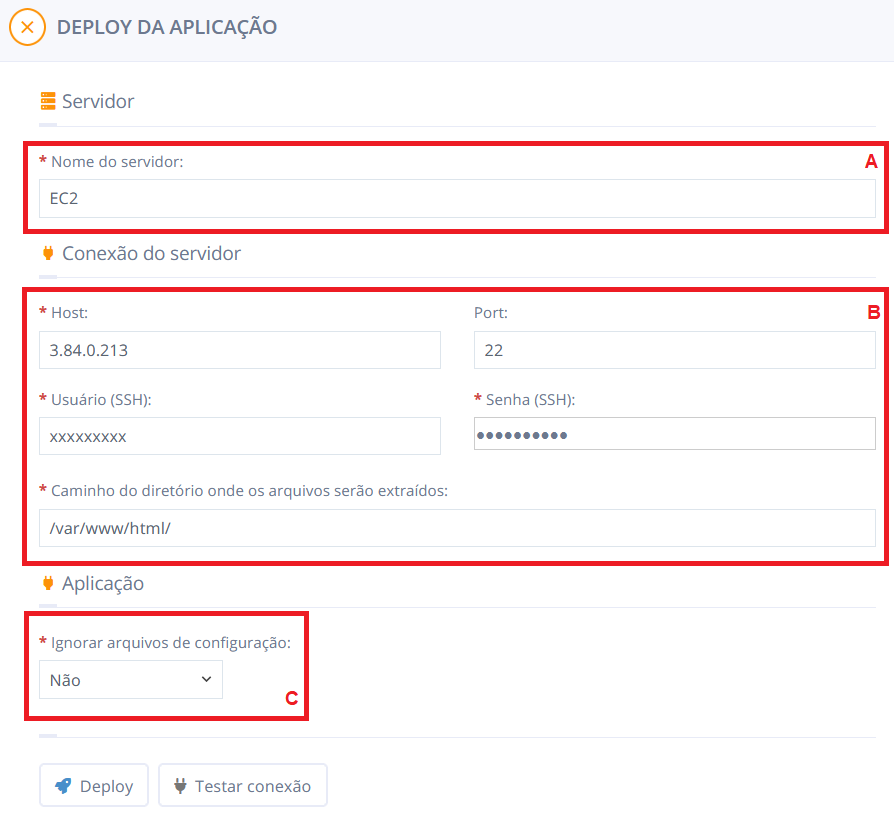 DEPLOY DA APLICAÇÃO
Servidor
* Nome do servidor: A
EC2
Conexão do servidor
* Host: Port: B
3.84.0.213 22
* Usuário (SSH): * Senha (SSH):
xxxxxxxxx ●●●●●●●●●●
* Caminho do diretório onde os arquivos serão extraídos:
/var/www/html/
Aplicação
* Ignorar arquivos de configuração:
Não
C
Deploy Testar conexão